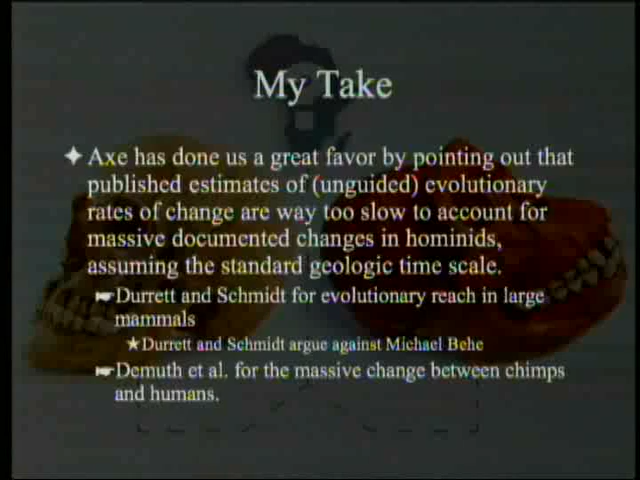 My Take
Axe has done us a great favor by pointing out that
published estimates of (unguided) evolutionary
rates of change are way too slow to account for
massive documented changes in hominids,
assuming the standard geologic time scale.
Durrett and Schmidt for evolutionary reach in large
mammals
Durrett and Schmidt argue against Michael Behe
Demuth et al. for the massive change between chimps
and humans.